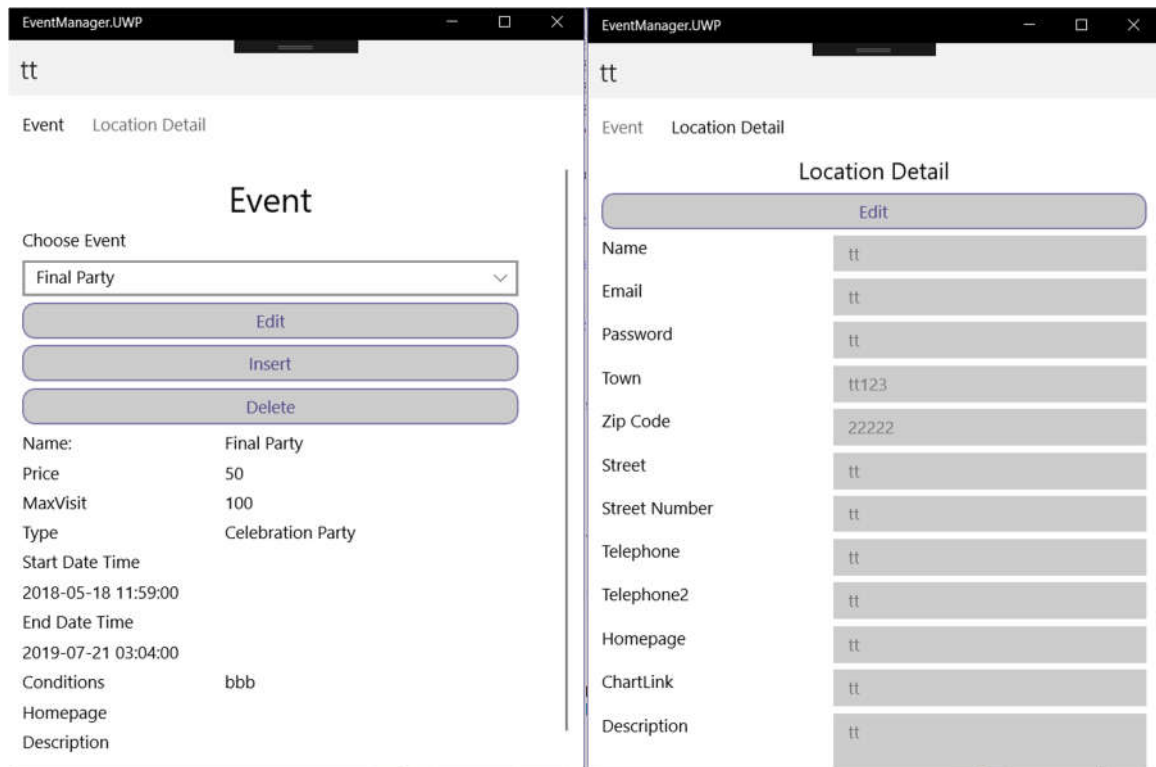 EventManager.UWP
tt
Event Location Detail
Event
Choose Event
Final Party
Edit
Insert
Delete
Name: Final Party
Price 50
MaxVisit 100
Type Celebration Party
Start Date Time
2018-05-18 11:59:00
End Date Time
2019-07-21 03:04:00
Conditions bbb
Homepage
Description
EventManager.UWP
tt
Event Location Detail
Location Detail
Edit
Name tt
Email tt
Password tt
Town tt123
Zip Code 22222
Street tt
Street Number tt
Telephone tt
Telephone2 tt
Homepage tt
ChartLink tt
Description tt